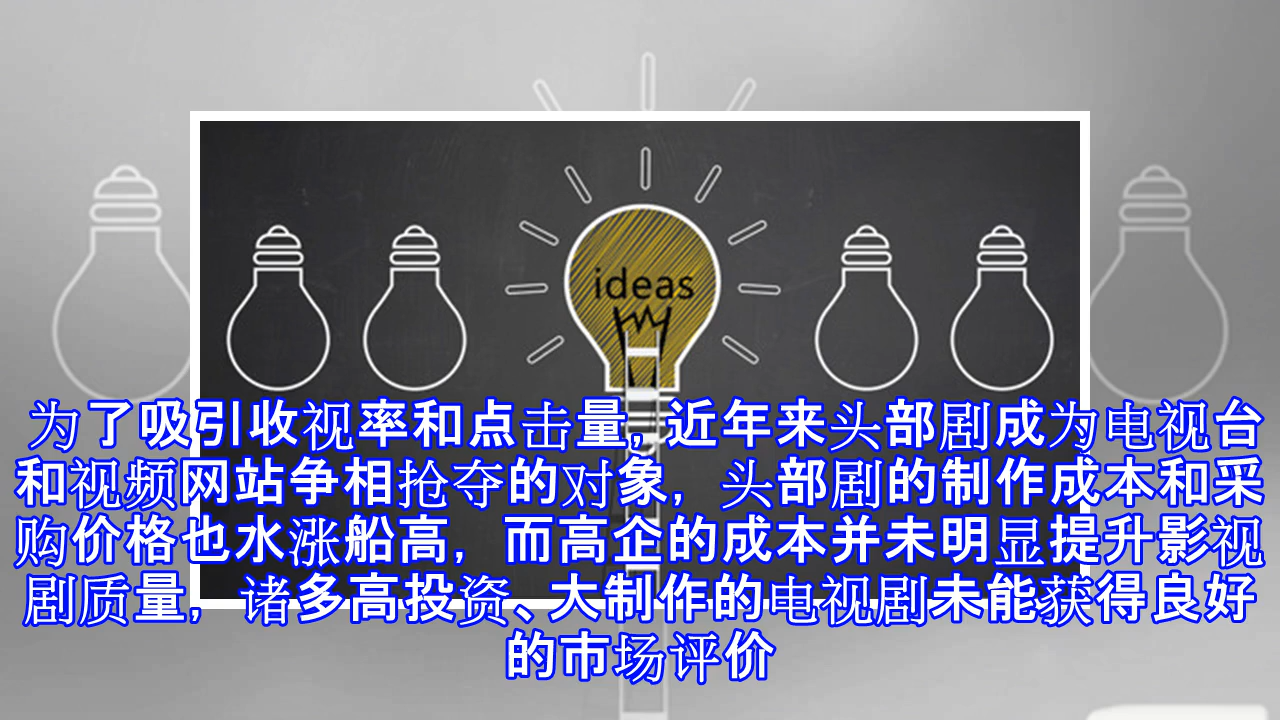 ideas
为了吸引收视率和点击量，近年来头部剧成为电视台
和视频网站争相抢夺的对象，头部剧的制作成本和采
购价格也水涨船高，而高企的成本并未明显提升影视
剧质量，诸多高投资、大制作的电视剧未能获得良好
的市场评价